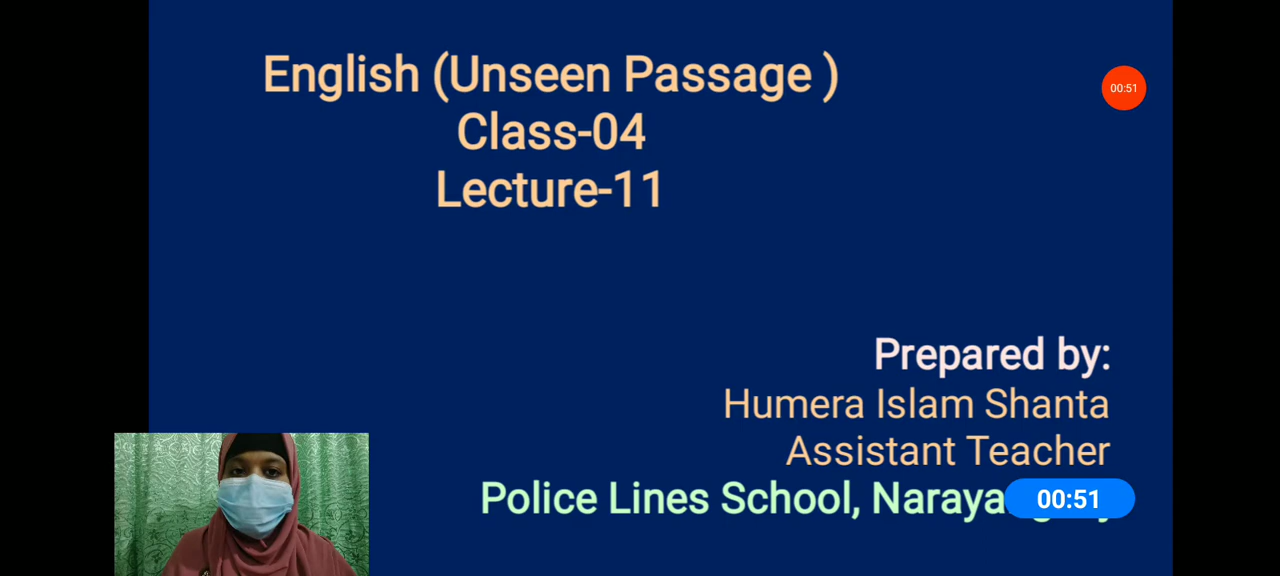 English (Unseen Passage )
Class-04
Lecture-11
00:51
Prepared by:
Humera Islam Shanta
Assistant Teacher
Police Lines School,
00:51